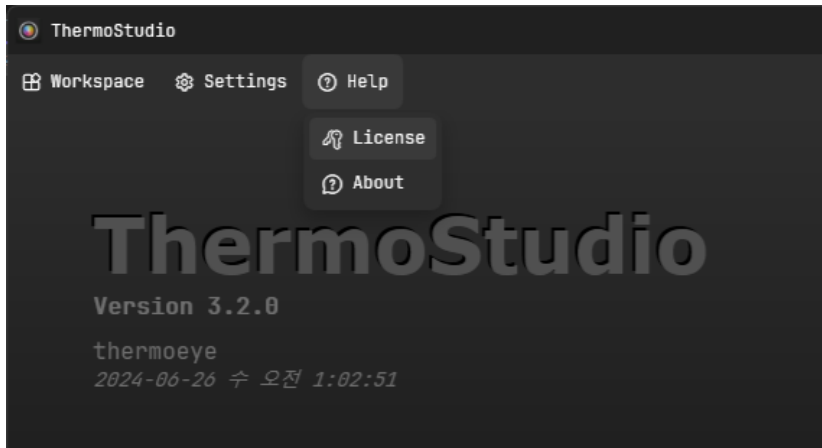 ThermoStudio
Workspace Settings Help
License
About
ThermoStudio
Version 3.2.0
thermoeye
2024-06-26 수 오전 1:02:51